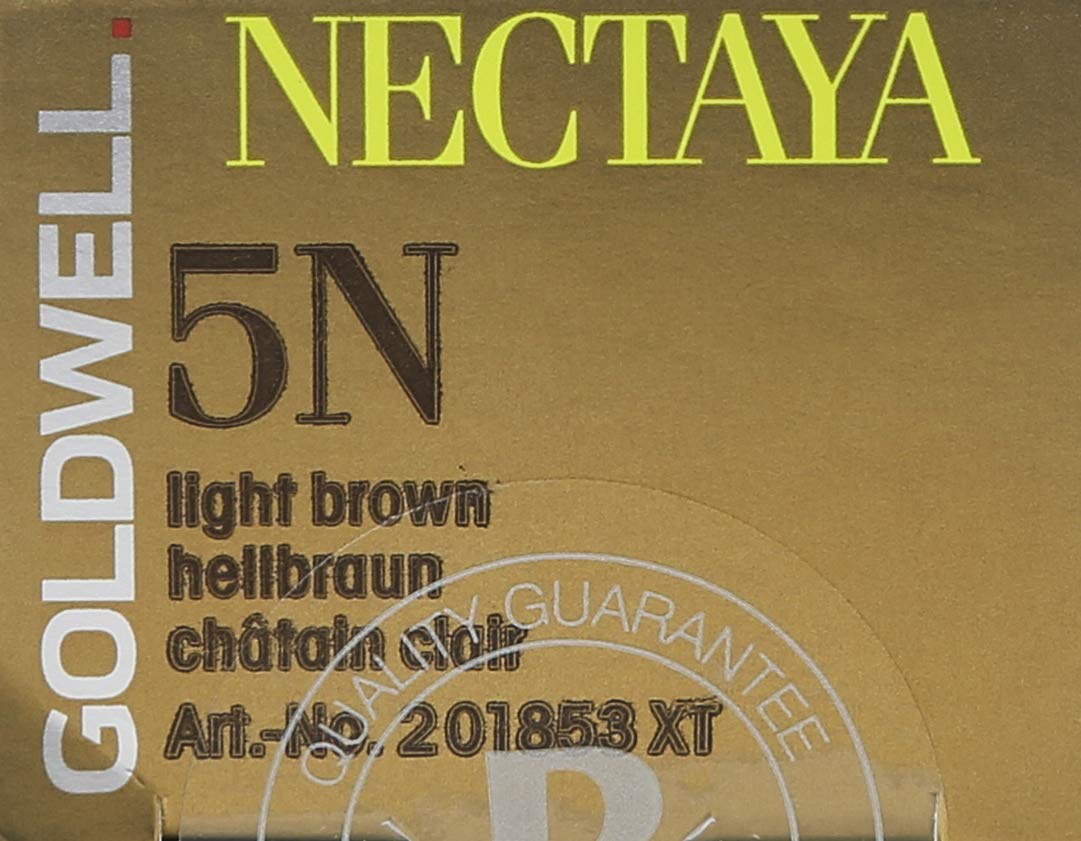 NECTAYA
GOLDWELL.
5N
light brown
hellbraun
châtain clair
Art.-No. 201853 XT
QUALITY GUARANTEE